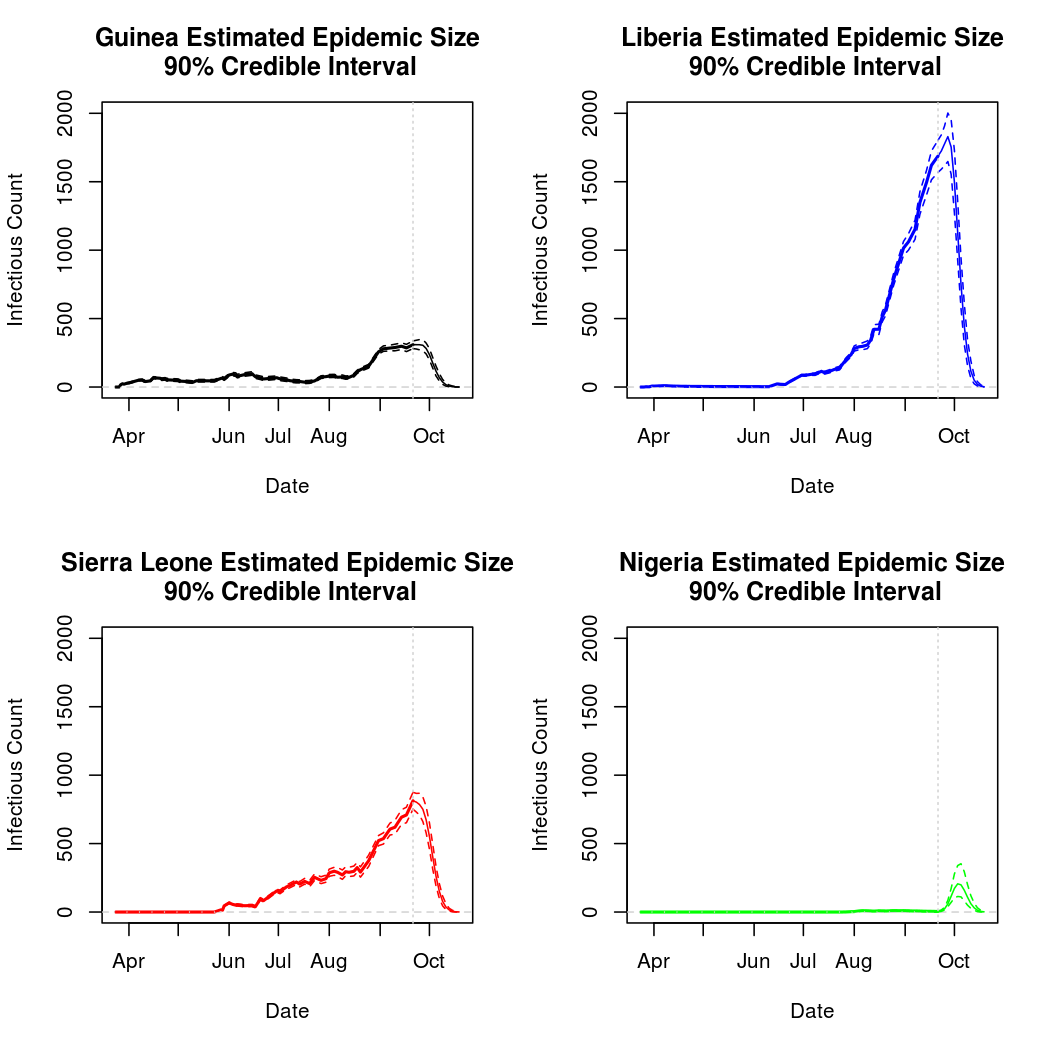 Guinea Estimated Epidemic Size
90% Credible Interval
Infectious Count
2000
1500
1000
500
0
Apr Jun Jul Aug Oct
Date
Liberia Estimated Epidemic Size
90% Credible Interval
Infectious Count
2000
1500
1000
500
0
Apr Jun Jul Aug Oct
Date
Sierra Leone Estimated Epidemic Size
90% Credible Interval
Infectious Count
2000
1500
1000
500
0
Apr Jun Jul Aug Oct
Date
Nigeria Estimated Epidemic Size
90% Credible Interval
Infectious Count
2000
1500
1000
500
0
Apr Jun Jul Aug Oct
Date